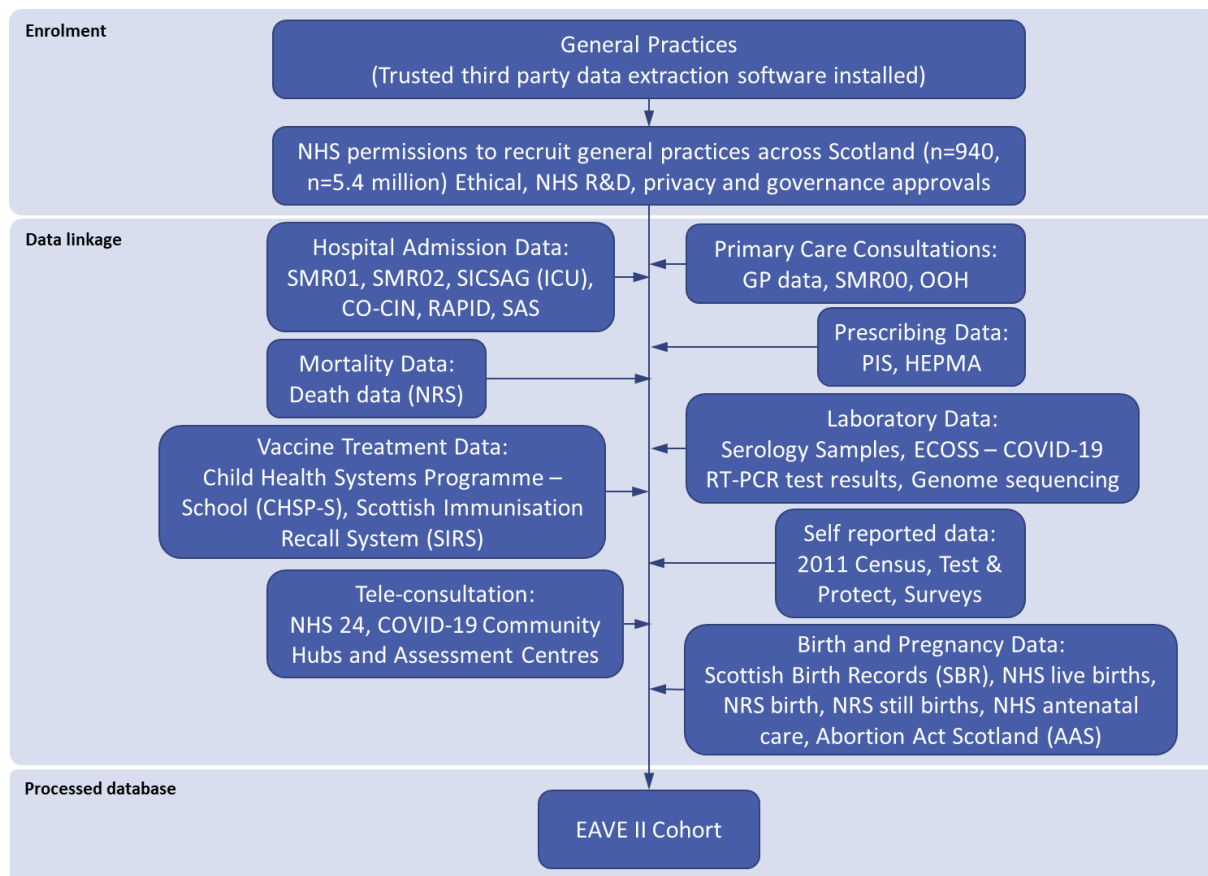 Enrolment
General Practices
(Trusted third party data extraction software installed)
NHS permissions to recruit general practices across Scotland (n=940,
n=5.4 million) Ethical, NHS R&D, privacy and governance approvals
Data linkage
Hospital Admission Data:
SMR01, SMR02, SICSAG (ICU),
CO-CIN, RAPID, SAS
Primary Care Consultations:
GP data, SMR00, OOH
Prescribing Data:
PIS, HEPMA
Mortality Data:
Death data (NRS)
Laboratory Data:
Serology Samples, ECOSS – COVID-19
RT-PCR test results, Genome sequencing
Vaccine Treatment Data:
Child Health Systems Programme –
School (CHSP-S), Scottish Immunisation
Recall System (SIRS)
Self reported data:
2011 Census, Test &
Protect, Surveys
Tele-consultation:
NHS 24, COVID-19 Community
Hubs and Assessment Centres
Birth and Pregnancy Data:
Scottish Birth Records (SBR), NHS live births,
NRS birth, NRS still births, NHS antenatal
care, Abortion Act Scotland (AAS)
Processed database
EAVE II Cohort